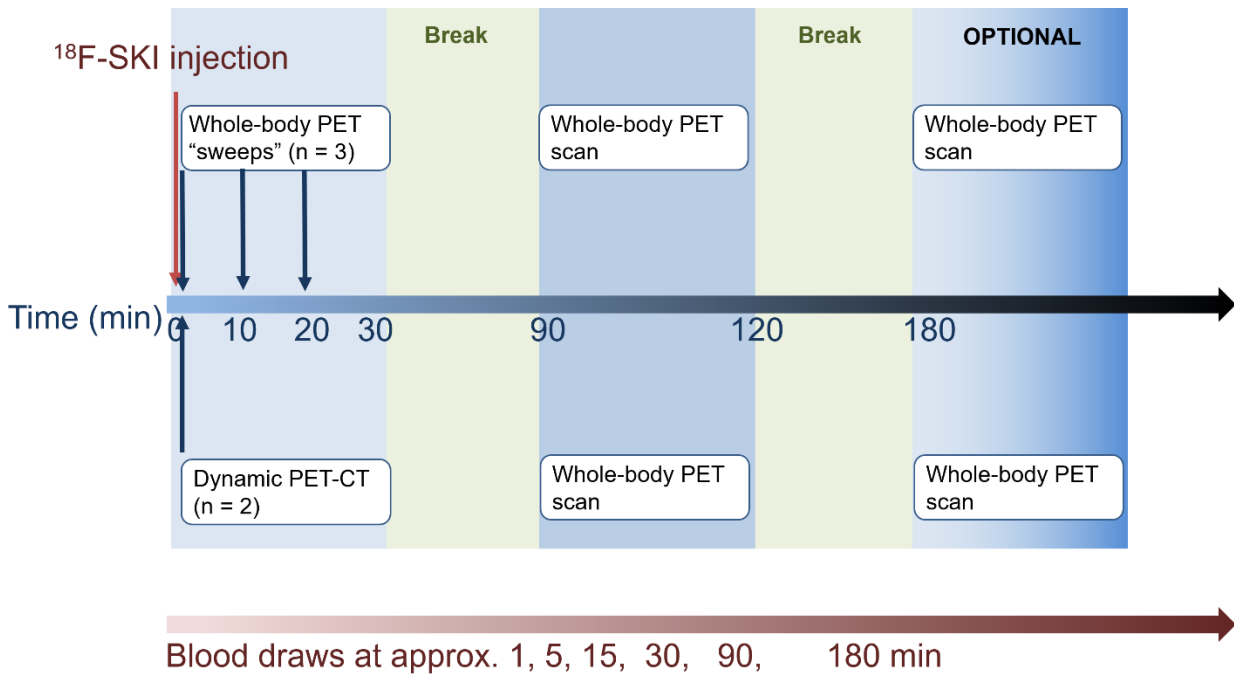 Break
Break
OPTIONAL
¹⁸F-SKI injection
Whole-body PET
“sweeps” (n = 3)
Whole-body PET
scan
Whole-body PET
scan
Time (min)
0 10 20 30 90 120 180
Dynamic PET-CT
(n = 2)
Whole-body PET
scan
Whole-body PET
scan
Blood draws at approx. 1, 5, 15, 30, 90, 180 min